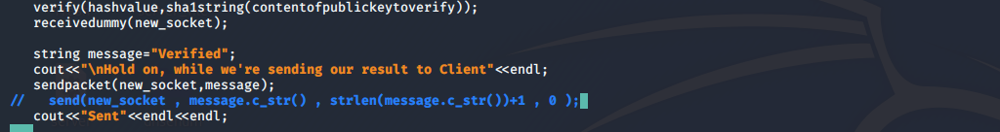 verify(hashvalue,sha1string(contentofpublickeytoverify));
receivedummy(new_socket);
string message="Verified";
cout<<"\nHold on, while we're sending our result to Client"<<endl;
sendpacket(new_socket,message);
//   send(new_socket , message.c_str() , strlen(message.c_str())+1 , 0 );
cout<<"Sent"<<endl<<endl;